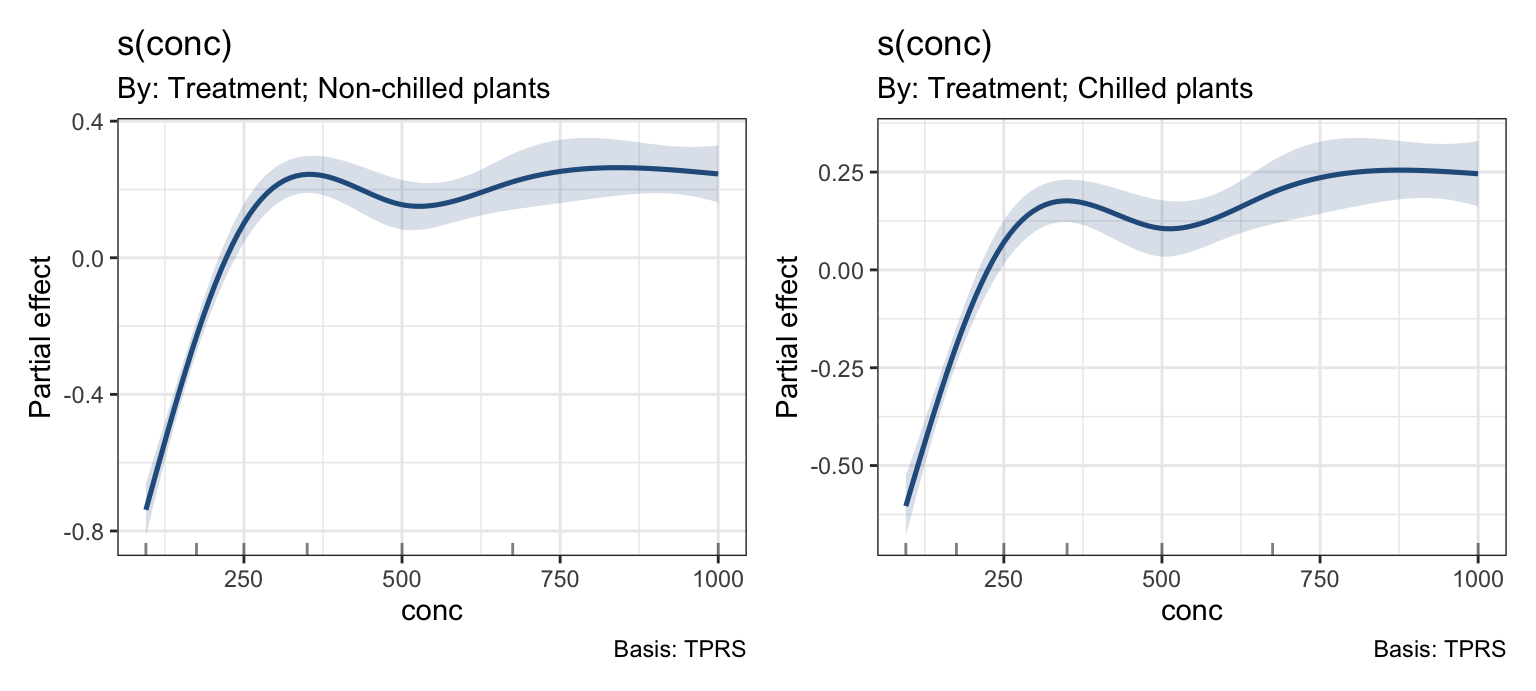 s(conc)
By: Treatment; Non-chilled plants
Partial effect
0.4
0.0
-0.4
-0.8
250 500 750 1000
conc
Basis: TPRS
s(conc)
By: Treatment; Chilled plants
Partial effect
0.25
0.00
-0.25
-0.50
250 500 750 1000
conc
Basis: TPRS